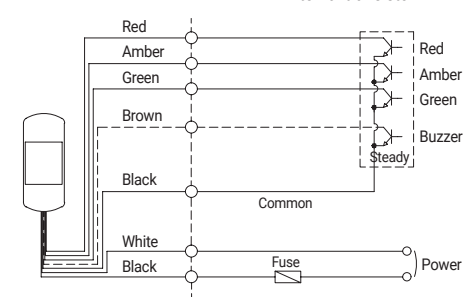 Red
Amber
Green
Brown
Black
White
Black
Common
Fuse
Red
Amber
Green
Buzzer
Steady
Power